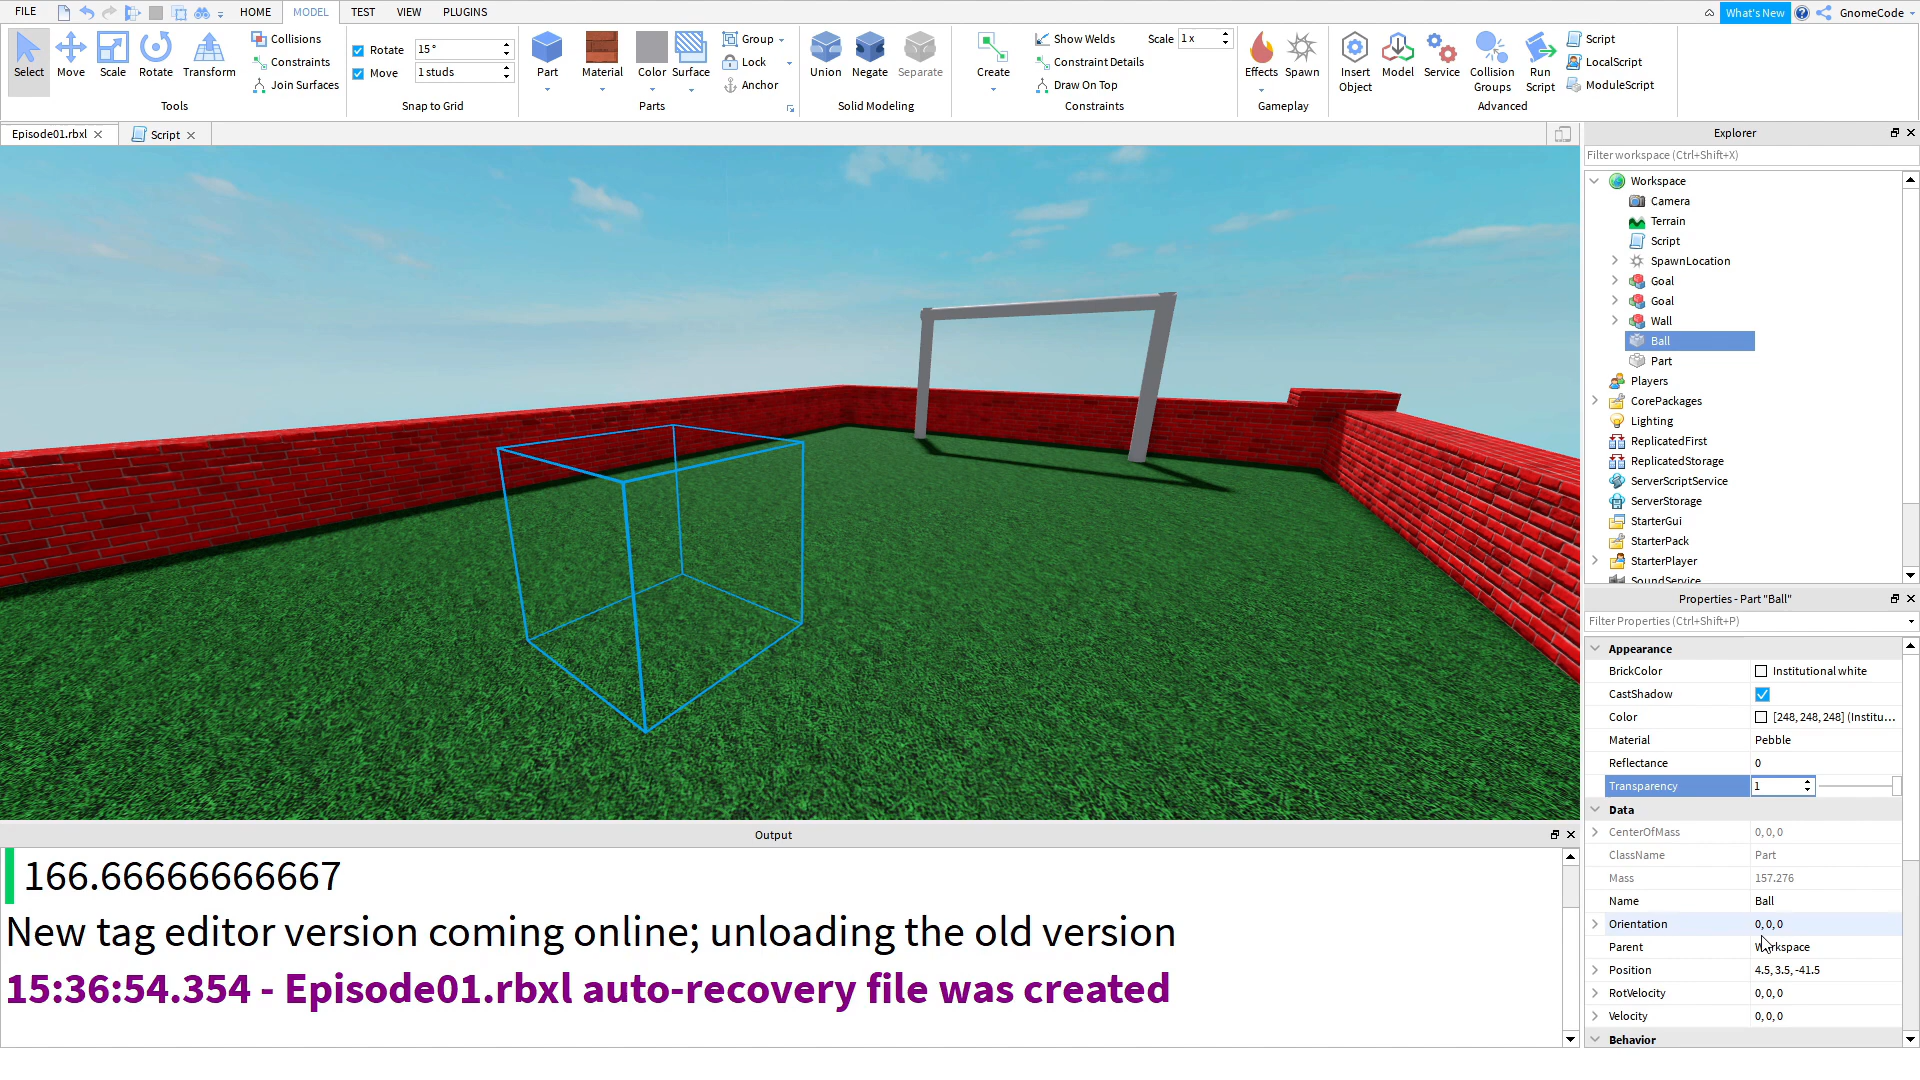 FILE HOME MODEL TEST VIEW PLUGINS What's New GnomeCode
Select Move Scale Rotate Transform
Collisions
Constraints
Join Surfaces
Tools
Rotate 15°
Move 1 studs
Snap to Grid
Part Material Color Surface
Group
Lock
Anchor
Parts
Union Negate Separate
Solid Modeling
Create
Show Welds Scale 1 x
Constraint Details
Draw On Top
Constraints
Effects Spawn
Gameplay
Insert Object Model Service Collision Groups Run Script
Script
LocalScript
ModuleScript
Advanced
Episode01.rbxl Script
Explorer
Filter workspace (Ctrl+Shift+X)
Workspace
Camera
Terrain
Script
SpawnLocation
Goal
Goal
Wall
Ball
Part
Players
CorePackages
Lighting
ReplicatedFirst
ReplicatedStorage
ServerScriptService
ServerStorage
StarterGui
StarterPack
StarterPlayer
SoundService
Properties - Part "Ball"
Filter Properties (Ctrl+Shift+P)
Appearance
BrickColor Institutional white
CastShadow
Color [248, 248, 248] (Institu...
Material Pebble
Reflectance 0
Transparency 1
Data
CenterOfMass 0, 0, 0
ClassName Part
Mass 157.276
Name Ball
Orientation 0, 0, 0
Parent Workspace
Position 4.5, 3.5, -41.5
RotVelocity 0, 0, 0
Velocity 0, 0, 0
Behavior
Output
166.66666666667
New tag editor version coming online; unloading the old version
15:36:54.354 - Episode01.rbxl auto-recovery file was created